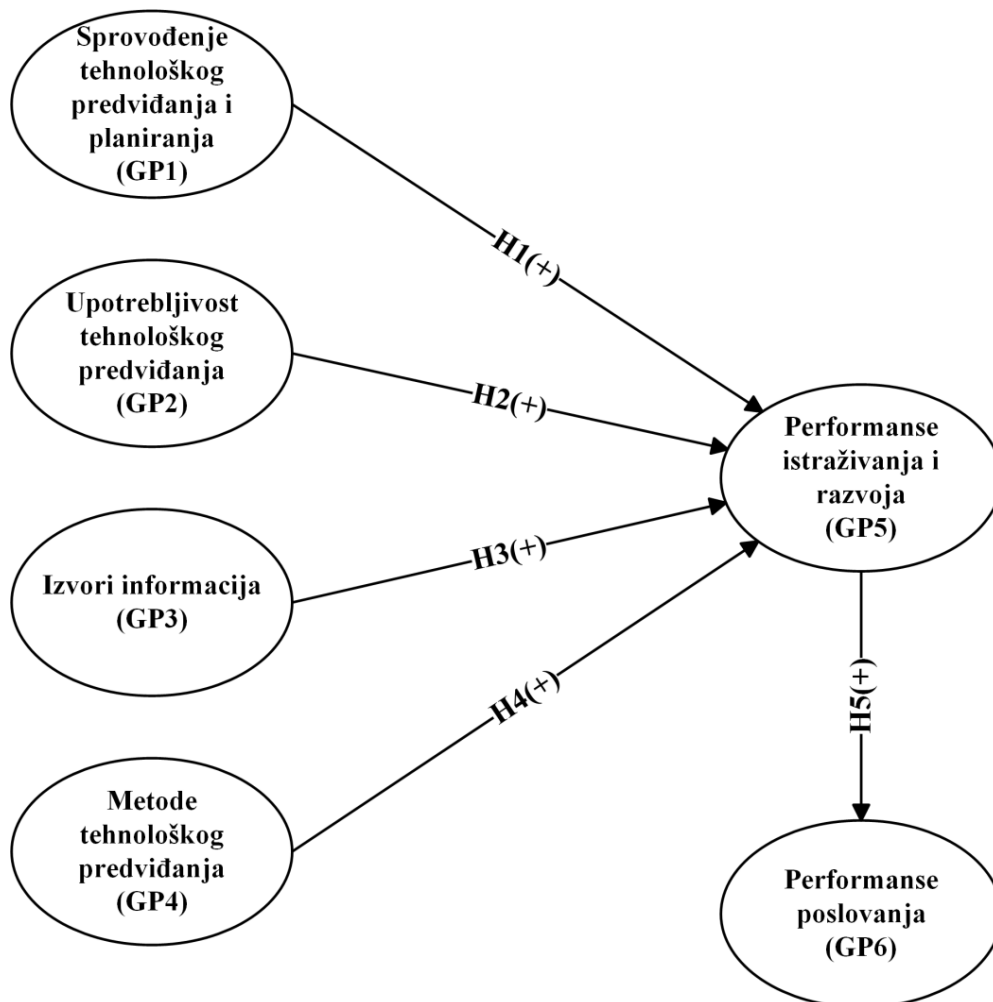 Sprovođenje
tehnološkog
predviđanja i
planiranja
(GP1)
H1(+)
Upotrebljivost
tehnološkog
predviđanja
(GP2)
H2(+)
Performanse
istraživanja i
razvoja
(GP5)
Izvori informacija
(GP3)
H3(+)
H4(+)
H5(+)
Metode
tehnološkog
predviđanja
(GP4)
Performanse
poslovanja
(GP6)